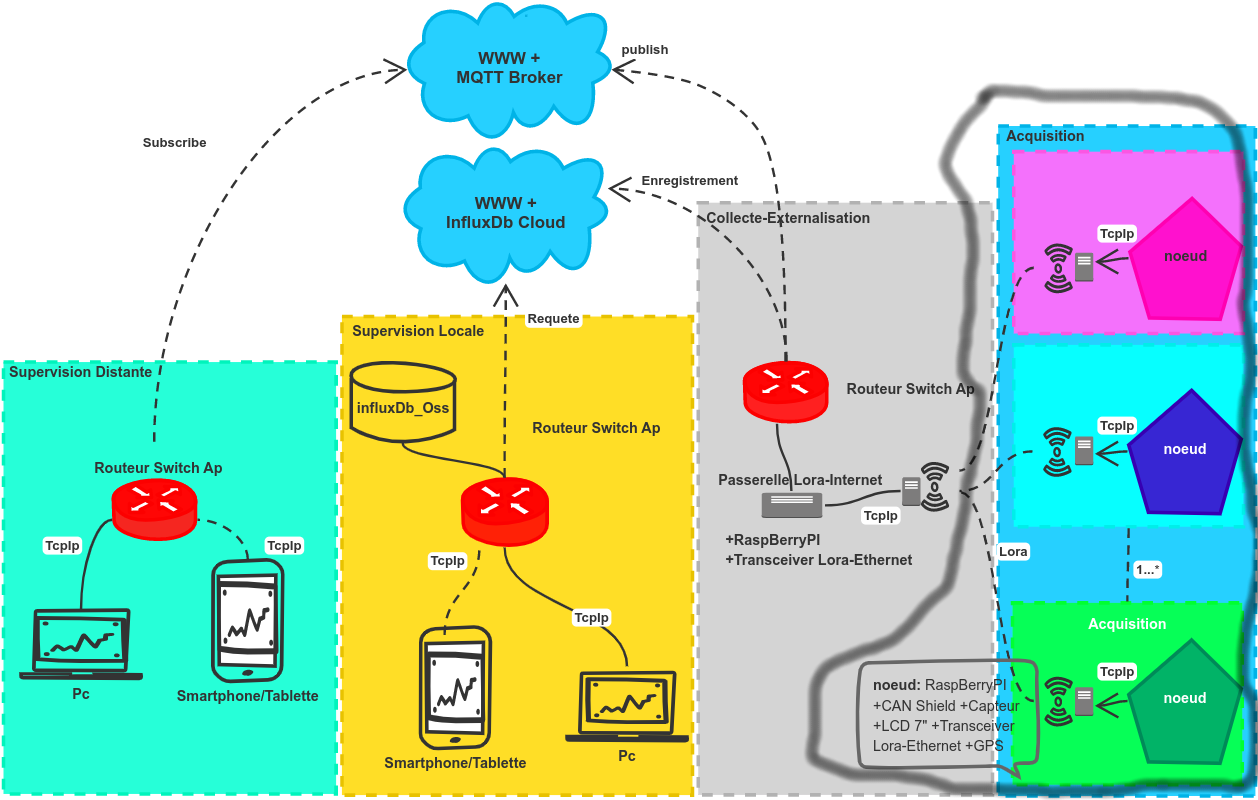 WWW +
MQTT Broker
publish
Subscribe
WWW +
InfluxDb Cloud
Enregistrement
Requete
Supervision Distante
Routeur Switch Ap
TcpIp
TcpIp
Pc
Smartphone/Tablette
Supervision Locale
influxDb_Oss
Routeur Switch Ap
TcpIp
TcpIp
Smartphone/Tablette
Pc
Collecte-Externalisation
Routeur Switch Ap
Passerelle Lora-Internet
TcpIp
+RaspBerryPI
+Transceiver Lora-Ethernet
Lora
Acquisition
TcpIp
noeud
TcpIp
noeud
1...*
Acquisition
TcpIp
noeud
noeud: RaspBerryPI
+CAN Shield +Capteur
+LCD 7" +Transceiver
Lora-Ethernet +GPS